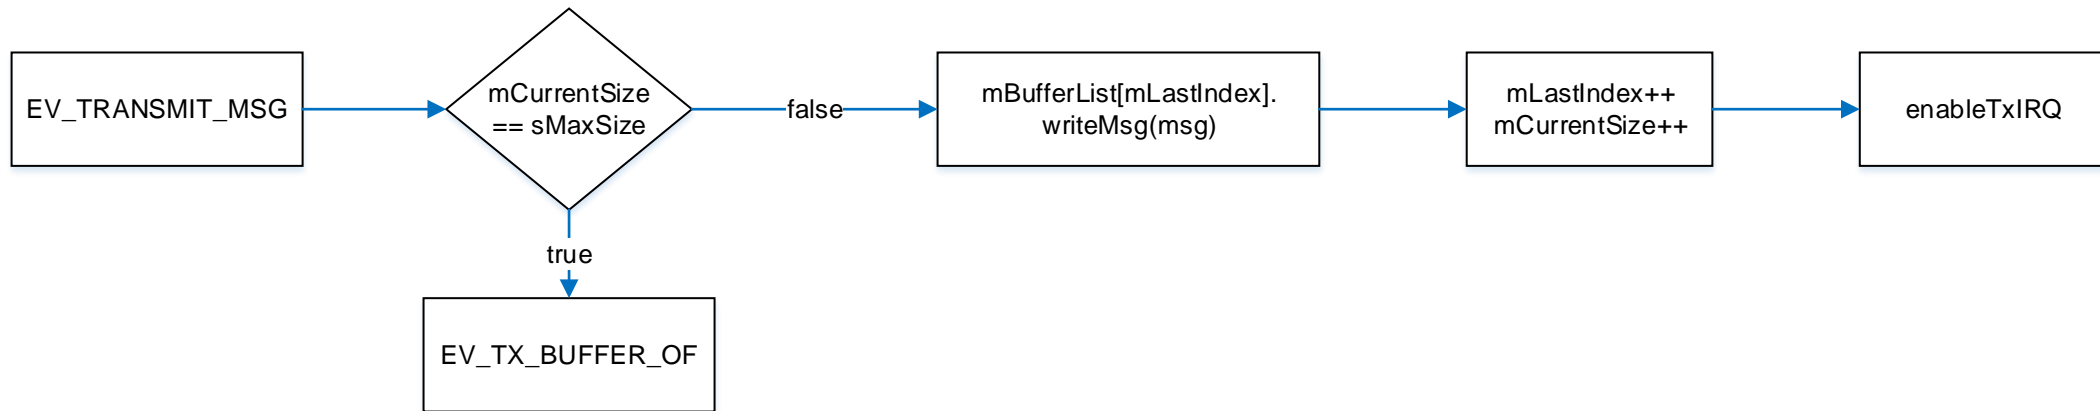 EV_TRANSMIT_MSG
mCurrentSize
== sMaxSize
false
mBufferList[mLastIndex].
writeMsg(msg)
mLastIndex++
mCurrentSize++
enableTxIRQ
true
EV_TX_BUFFER_OF